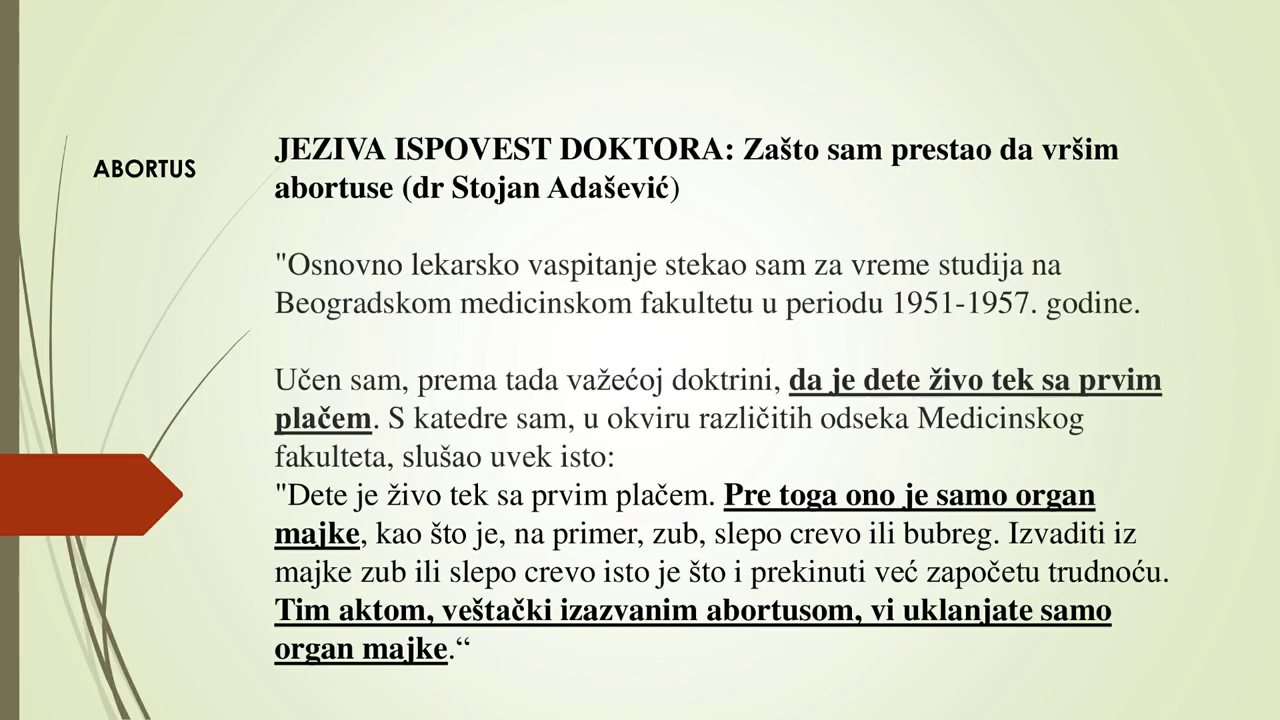 ABORTUS
JEZIVA ISPOVEST DOKTORA: Zašto sam prestao da vršim
abortuse (dr Stojan Adašević)
"Osnovno lekarsko vaspitanje stekao sam za vreme studija na
Beogradskom medicinskom fakultetu u periodu 1951-1957. godine.
Učen sam, prema tada važećoj doktrini, da je dete živo tek sa prvim
plačem. S katedre sam, u okviru različitih odseka Medicinskog
fakulteta, slušao uvek isto:
"Dete je živo tek sa prvim plačem. Pre toga ono je samo organ
majke, kao što je, na primer, zub, slepo crevo ili bubreg. Izvaditi iz
majke zub ili slepo crevo isto je što i prekinuti već započetu trudnoću.
Tim aktom, veštački izazvanim abortusom, vi uklanjate samo
organ majke.“